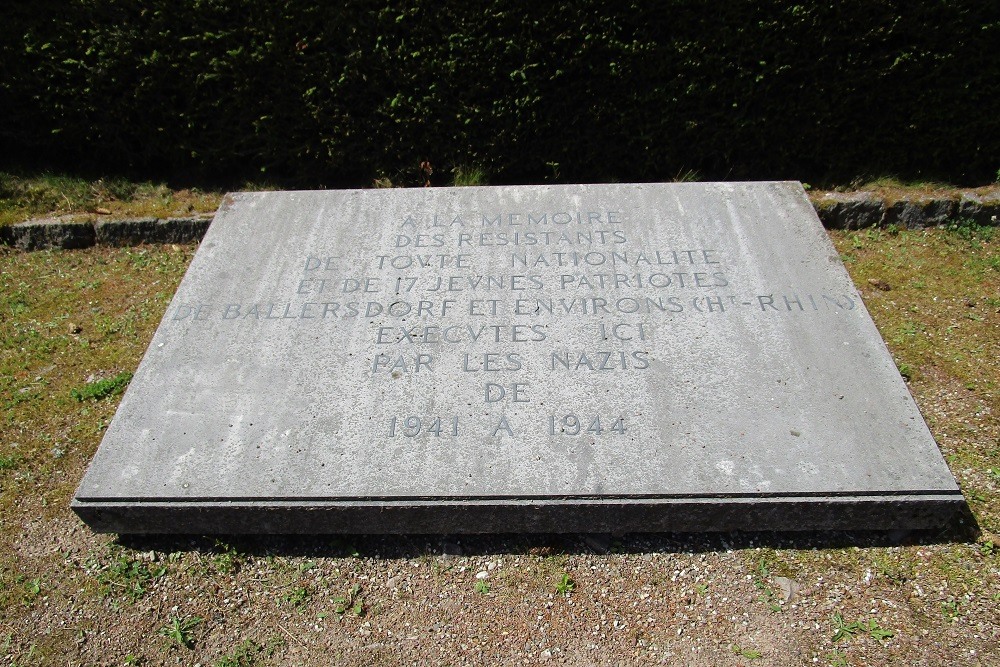 A LA MEMOIRE
DES RESISTANTS
DE TOVTE NATIONALITE
ET DE 17 JEVNES PATRIOTES
DE BALLERSDORF ET ENVIRONS (HT-RHIN)
EXECVTES ICI
PAR LES NAZIS
DE
1941 A 1944